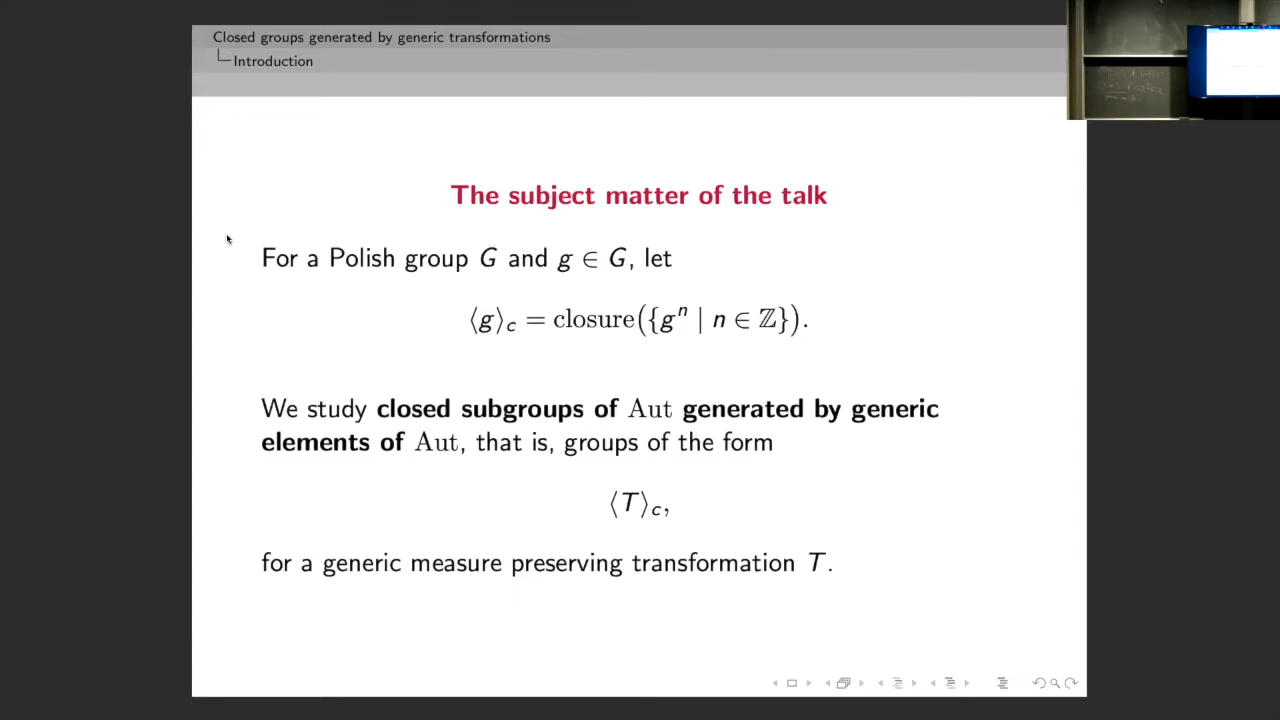 Closed groups generated by generic transformations
Introduction
The subject matter of the talk
For a Polish group G and g ∈ G, let
⟨g⟩c = closure({gⁿ | n ∈ ℤ}).
We study closed subgroups of Aut generated by generic
elements of Aut, that is, groups of the form
⟨T⟩c,
for a generic measure preserving transformation T.